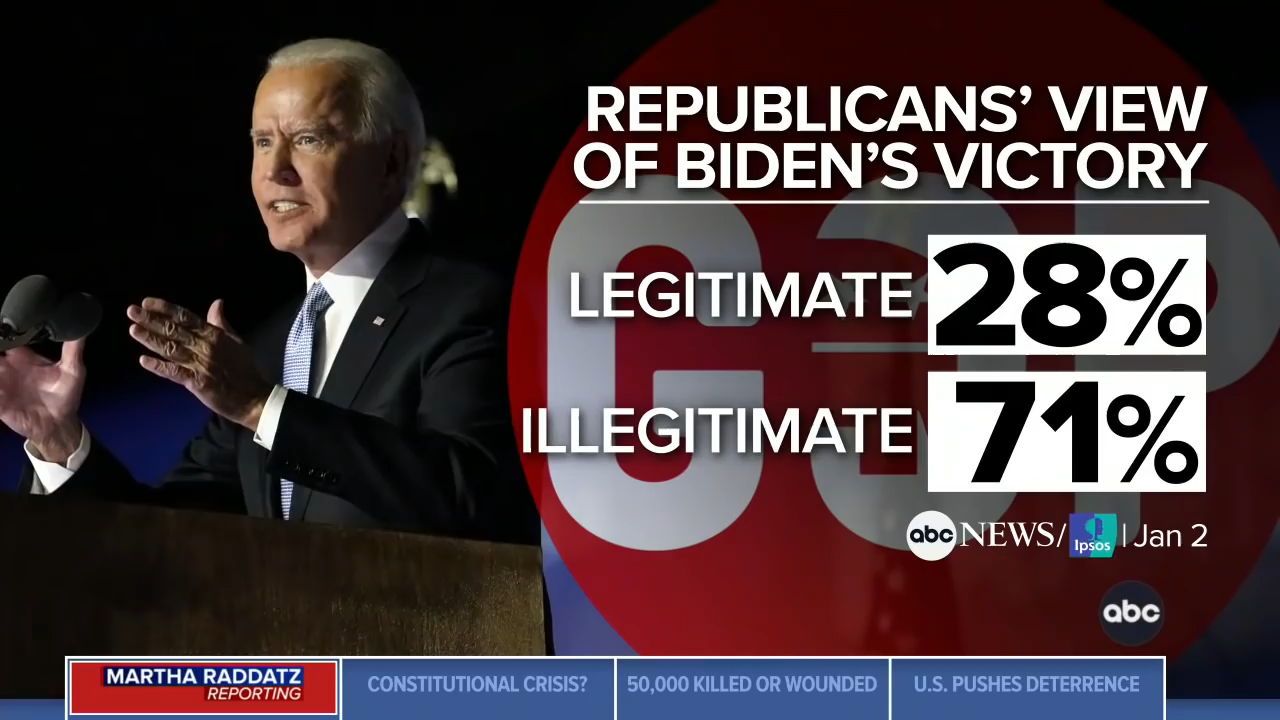 REPUBLICANS' VIEW
OF BIDEN'S VICTORY
LEGITIMATE 28%
ILLEGITIMATE 71%
abc NEWS/ Ipsos | Jan 2
abc
MARTHA RADDATZ
REPORTING
CONSTITUTIONAL CRISIS?
50,000 KILLED OR WOUNDED
U.S. PUSHES DETERRENCE
GOP